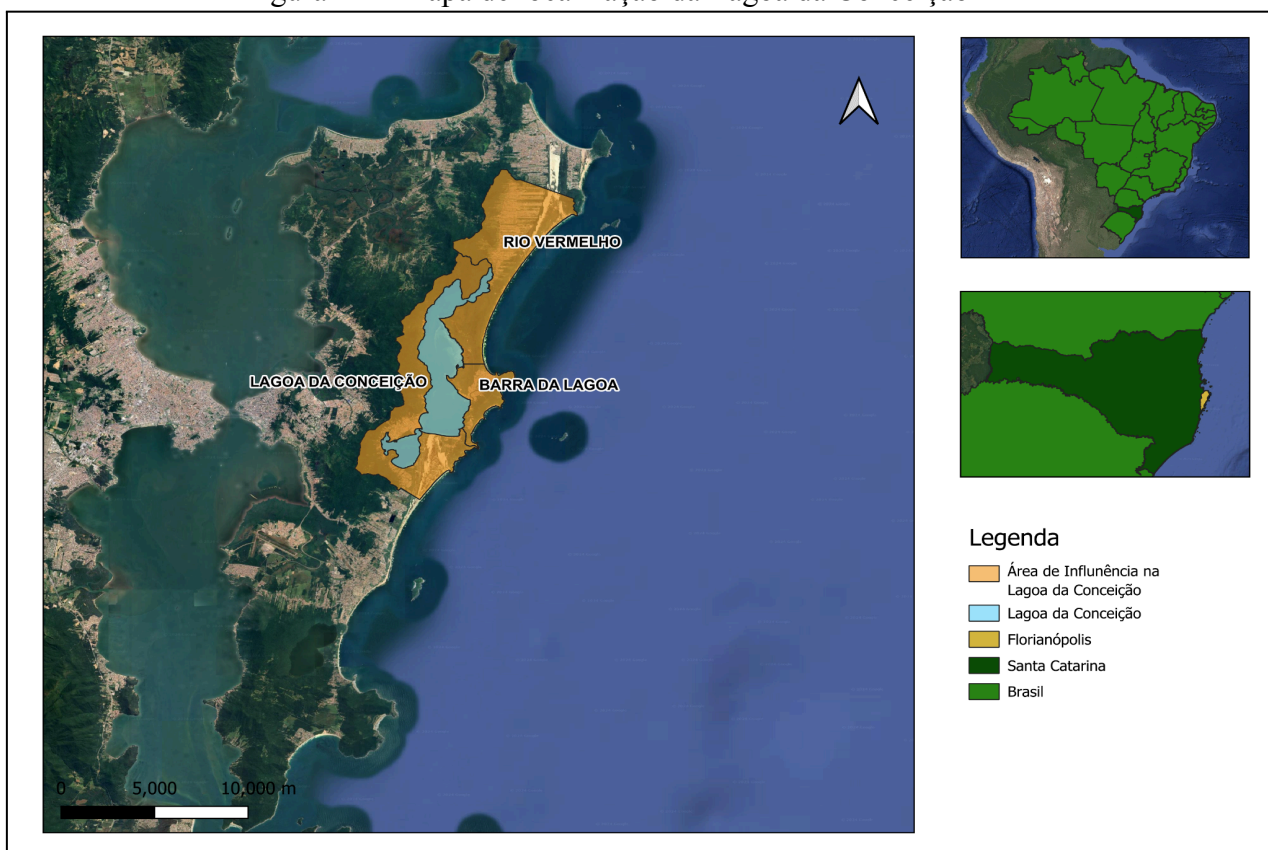 RIO VERMELHO
LAGOA DA CONCEIÇÃO
BARRA DA LAGOA
0 5,000 10,000 m
Legenda
Área de Influnência na
Lagoa da Conceição
Lagoa da Conceição
Florianópolis
Santa Catarina
Brasil